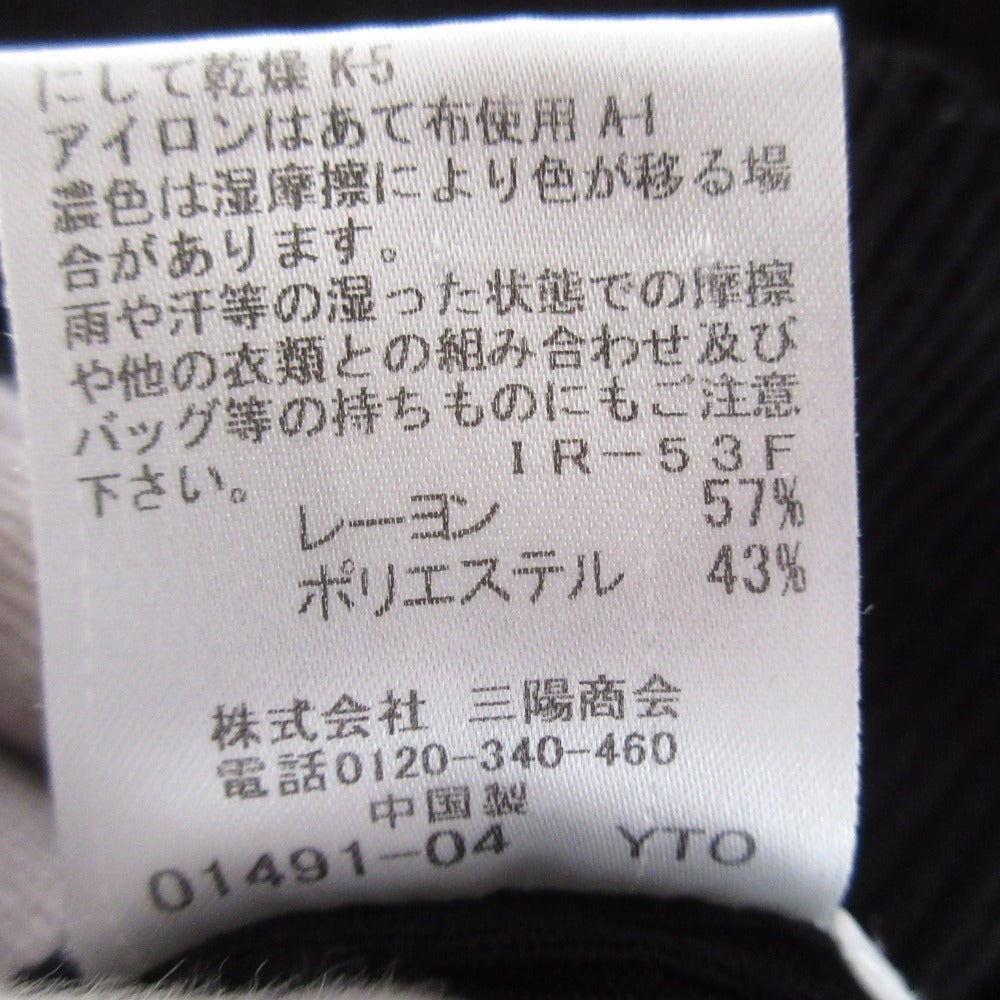 にして乾燥 K-5
アイロンはあて布使用 A-1
濃色は湿摩擦により色が移る場
合があります。
雨や汗等の湿った状態での摩擦
や他の衣類との組み合わせ及び
バッグ等の持ちものにもご注意
下さい。 IR-53F
レーヨン 57%
ポリエステル 43%
株式会社 三陽商会
電話0120-340-460
中国製
01491-04 YTO